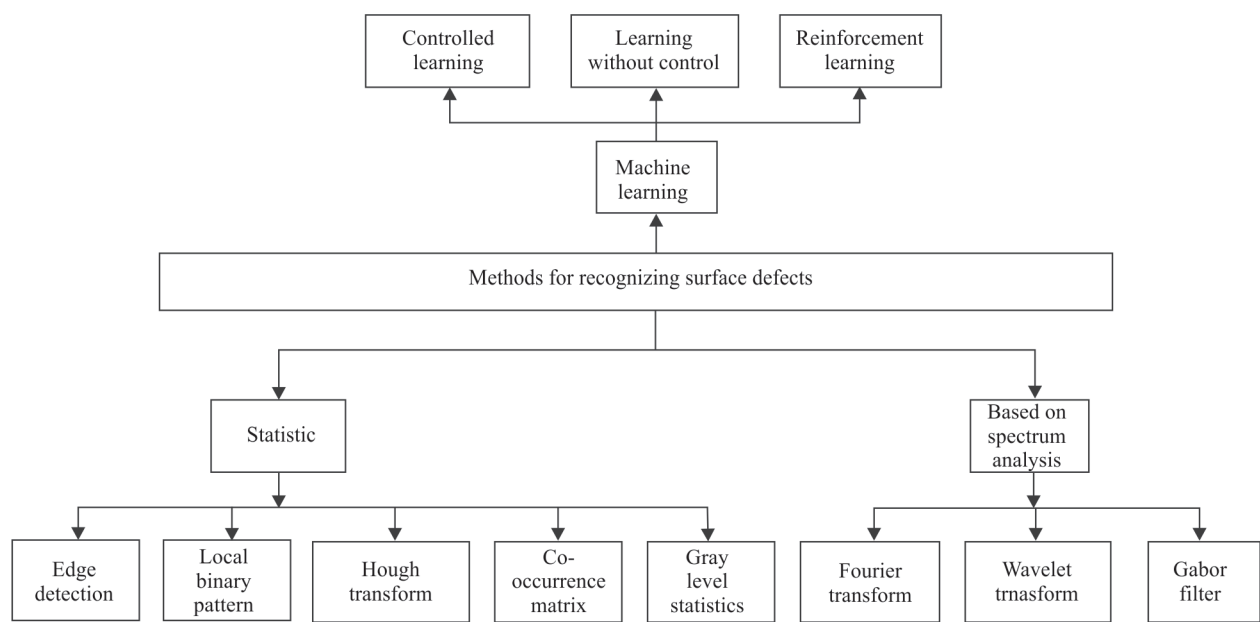 Controlled
learning
Learning
without control
Reinforcement
learning
Machine
learning
Methods for recognizing surface defects
Statistic
Based on
spectrum
analysis
Edge
detection
Local
binary
pattern
Hough
transform
Co-
occurrence
matrix
Gray
level
statistics
Fourier
transform
Wavelet
trnasform
Gabor
filter